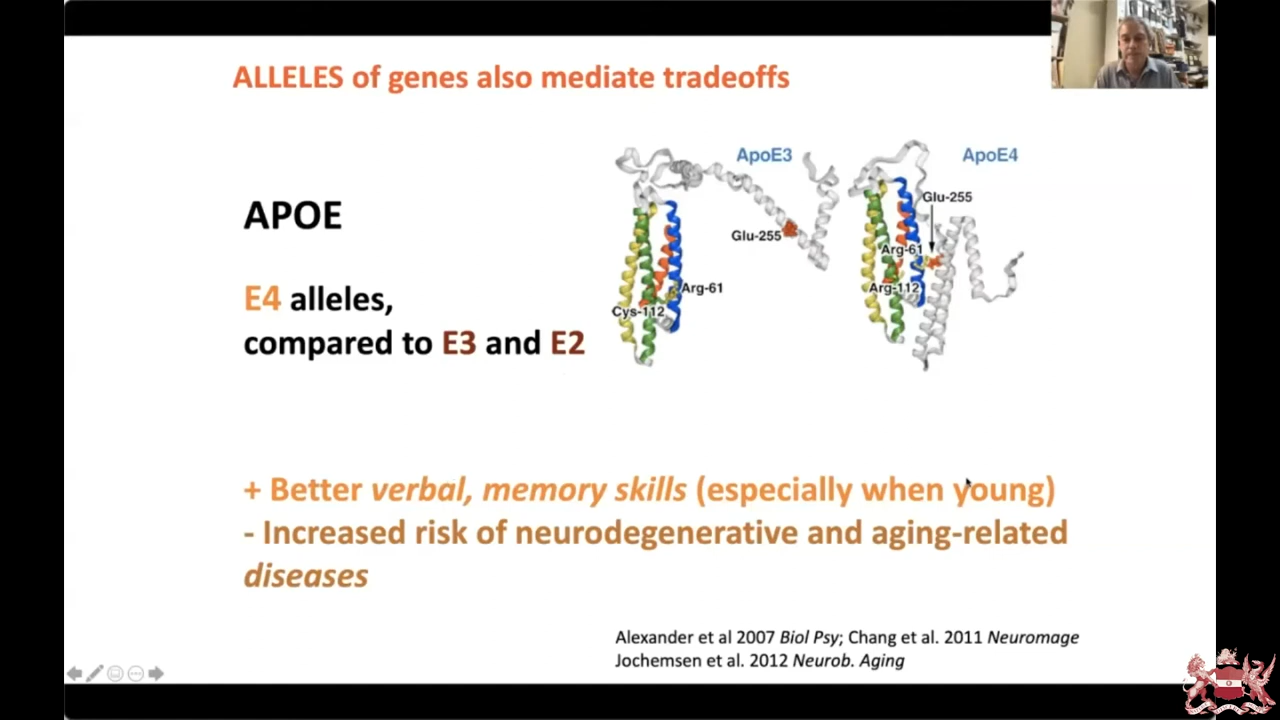 ALLELES of genes also mediate tradeoffs
ApoE3
ApoE4
APOE
Glu-255
Glu-255
Arg-61
Arg-61
Arg-112
Cys-112
E4 alleles,
compared to E3 and E2
+ Better verbal, memory skills (especially when young)
- Increased risk of neurodegenerative and aging-related
diseases
Alexander et al 2007 Biol Psy; Chang et al. 2011 Neuromage
Jochemsen et al. 2012 Neurob. Aging